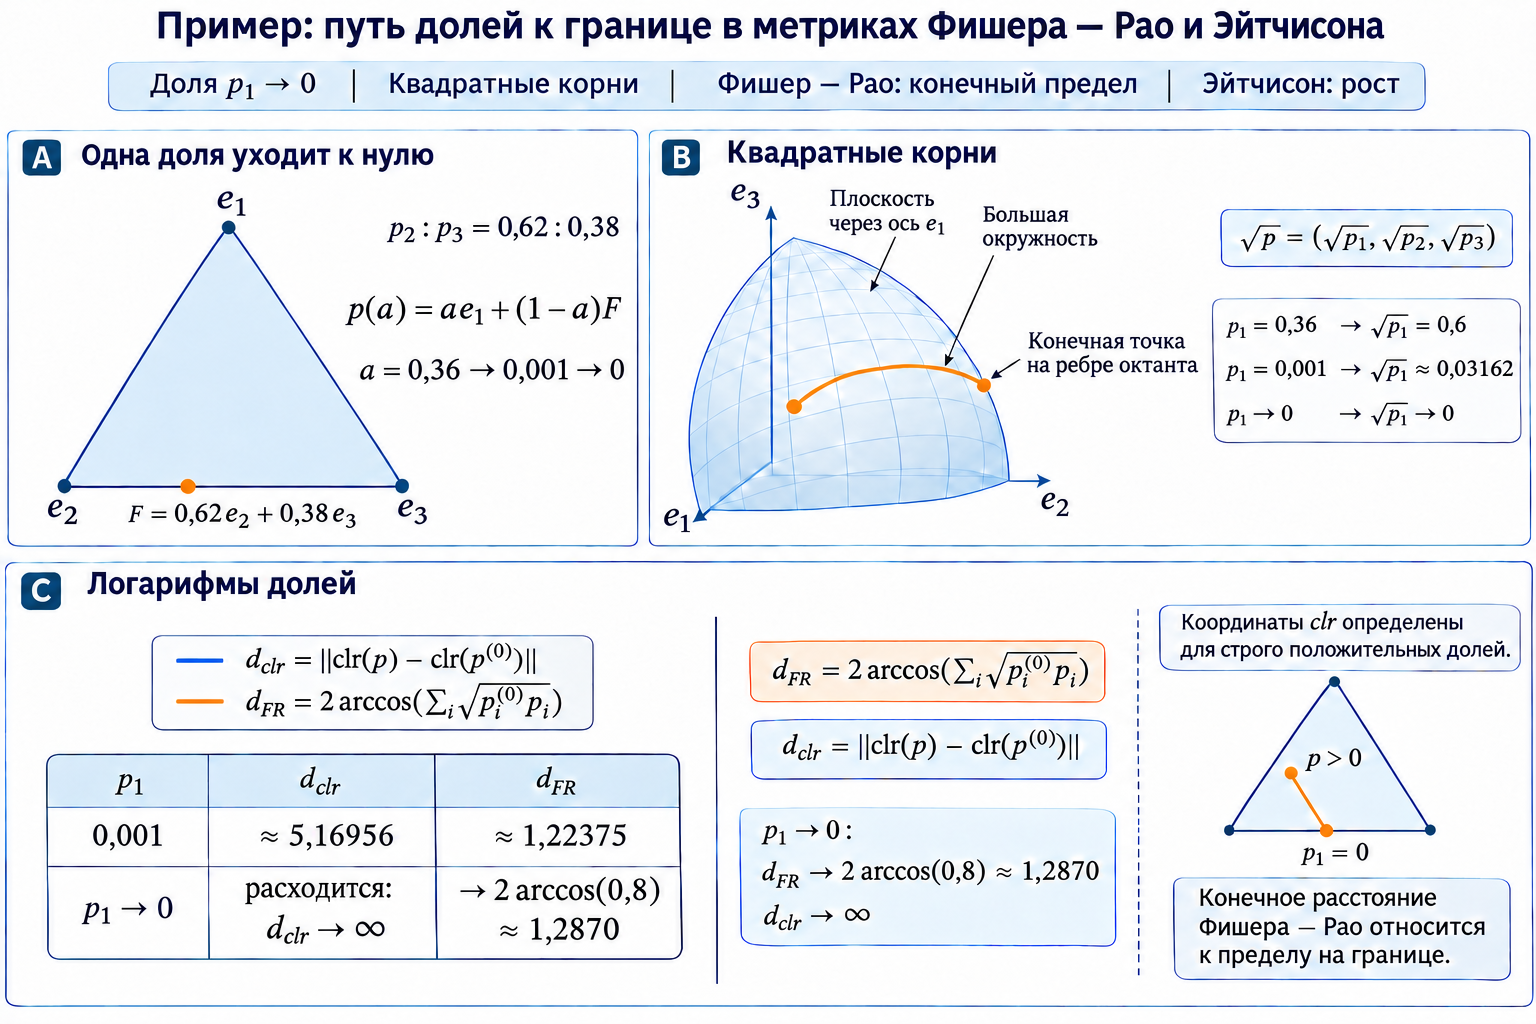 Пример: путь долей к границе в метриках Фишера — Рао и Эйтчисона
Доля p₁ → 0 | Квадратные корни | Фишер — Рао: конечный предел | Эйтчисон: рост
A Одна доля уходит к нулю
e₁
p₂ : p₃ = 0,62 : 0,38
p(a) = ae₁ + (1 − a)F
a = 0,36 → 0,001 → 0
e₂
e₃
F = 0,62e₂ + 0,38e₃
B Квадратные корни
e₃
Плоскость
через ось e₁
Большая
окружность
Конечная точка
на ребре октанта
e₁
e₂
√p = (√p₁, √p₂, √p₃)
p₁ = 0,36 → √p₁ = 0,6
p₁ = 0,001 → √p₁ ≈ 0,03162
p₁ → 0 → √p₁ → 0
C Логарифмы долей
d_clr = ||clr(p) − clr(p⁽⁰⁾)||
d_FR = 2 arccos(∑ᵢ√(pᵢ⁽⁰⁾pᵢ))
p₁ d_clr d_FR
0,001 ≈ 5,16956 ≈ 1,22375
p₁ → 0 расходится: → 2 arccos(0,8)
d_clr → ∞ ≈ 1,2870
d_FR = 2 arccos(∑ᵢ√(pᵢ⁽⁰⁾pᵢ))
d_clr = ||clr(p) − clr(p⁽⁰⁾)||
p₁ → 0 :
d_FR → 2 arccos(0,8) ≈ 1,2870
d_clr → ∞
Координаты clr определены
для строго положительных долей.
p > 0
p₁ = 0
Конечное расстояние
Фишера — Рао относится
к пределу на границе.